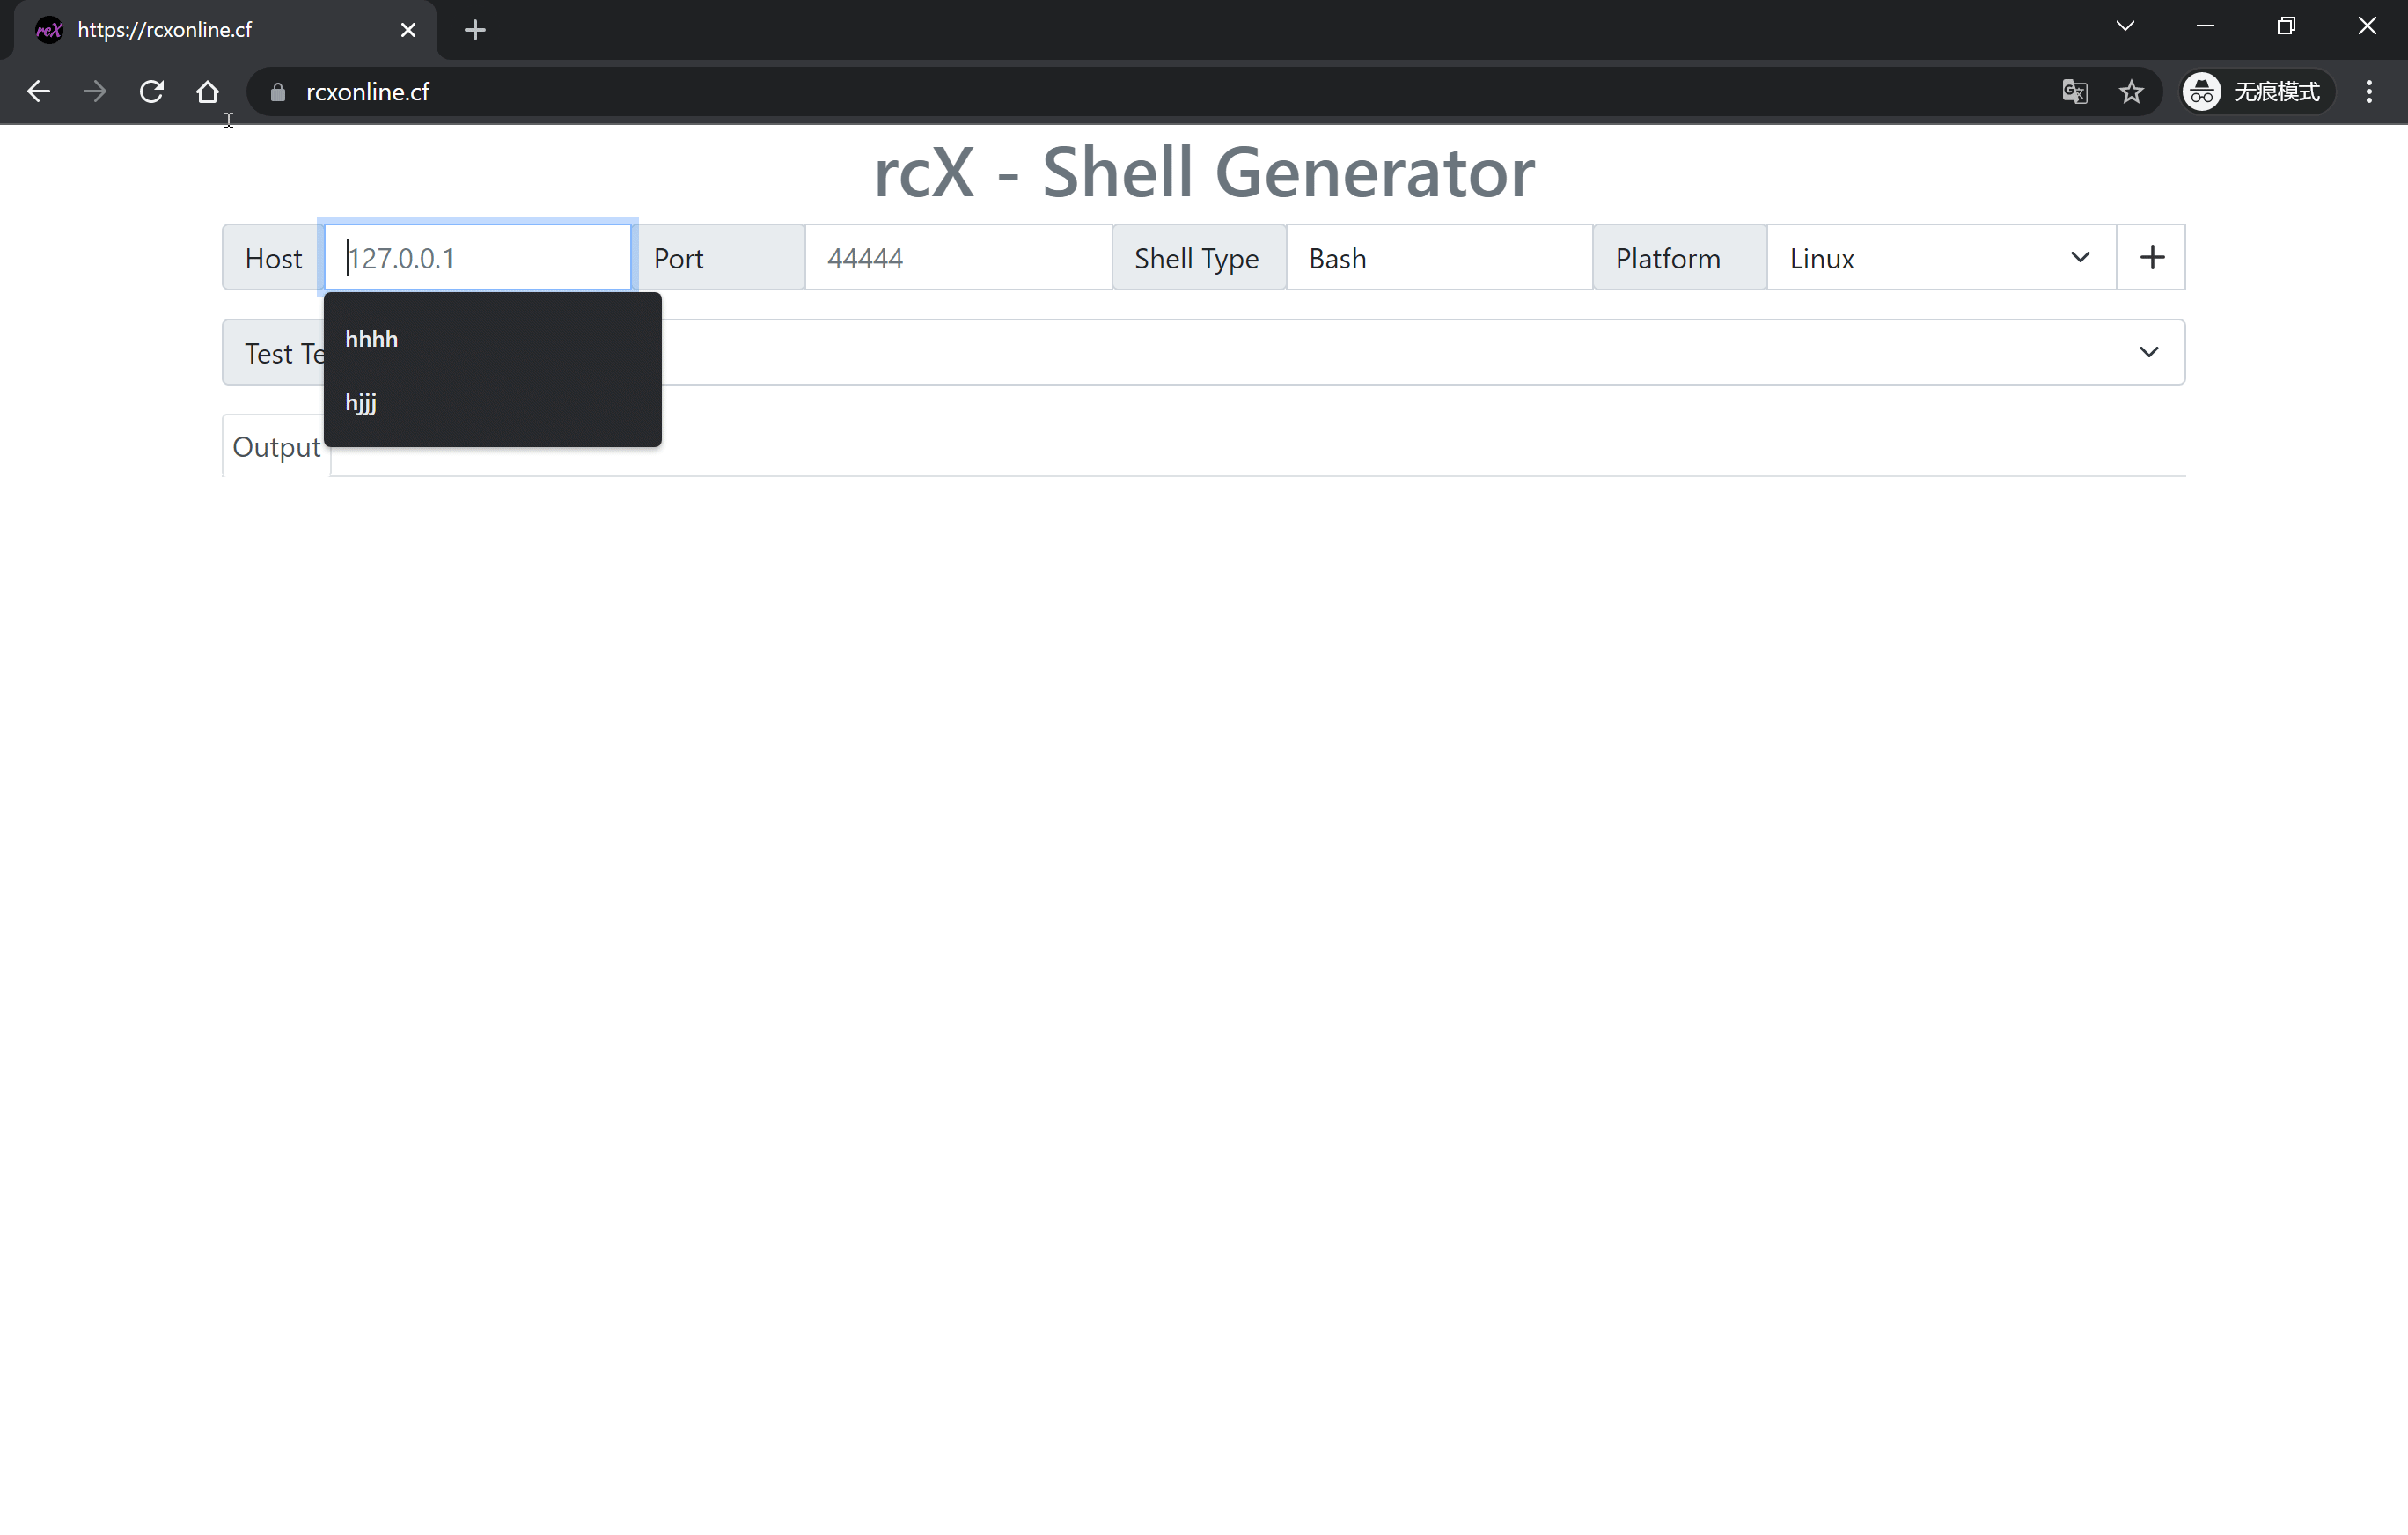 rcX https://rcxonline.cf
rcxonline.cf 无痕模式
rcX - Shell Generator
Host 127.0.0.1 Port 44444 Shell Type Bash Platform Linux
hhhh
Test Te
hjjj
Output